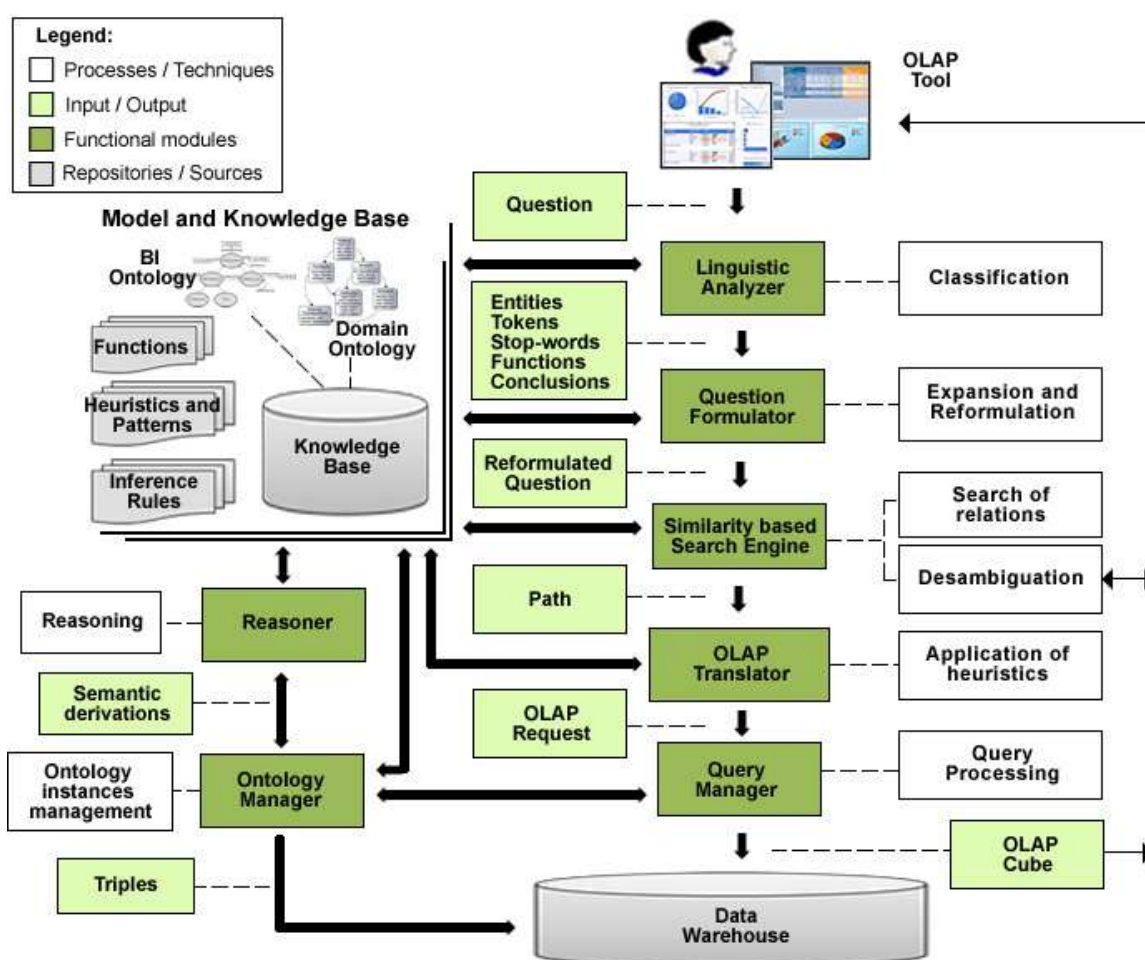 Legend:
Processes / Techniques
Input / Output
Functional modules
Repositories / Sources
OLAP
Tool
Model and Knowledge Base
BI
Ontology
Domain
Ontology
Functions
Heuristics and
Patterns
Inference
Rules
Knowledge
Base
Question
Linguistic
Analyzer
Classification
Entities
Tokens
Stop-words
Functions
Conclusions
Question
Formulator
Expansion and
Reformulation
Reformulated
Question
Similarity based
Search Engine
Search of
relations
Desambiguation
Path
Reasoning
Reasoner
OLAP
Translator
Application of
heuristics
Semantic
derivations
OLAP
Request
Ontology
instances
management
Ontology
Manager
Query
Manager
Query
Processing
OLAP
Cube
Triples
Data
Warehouse